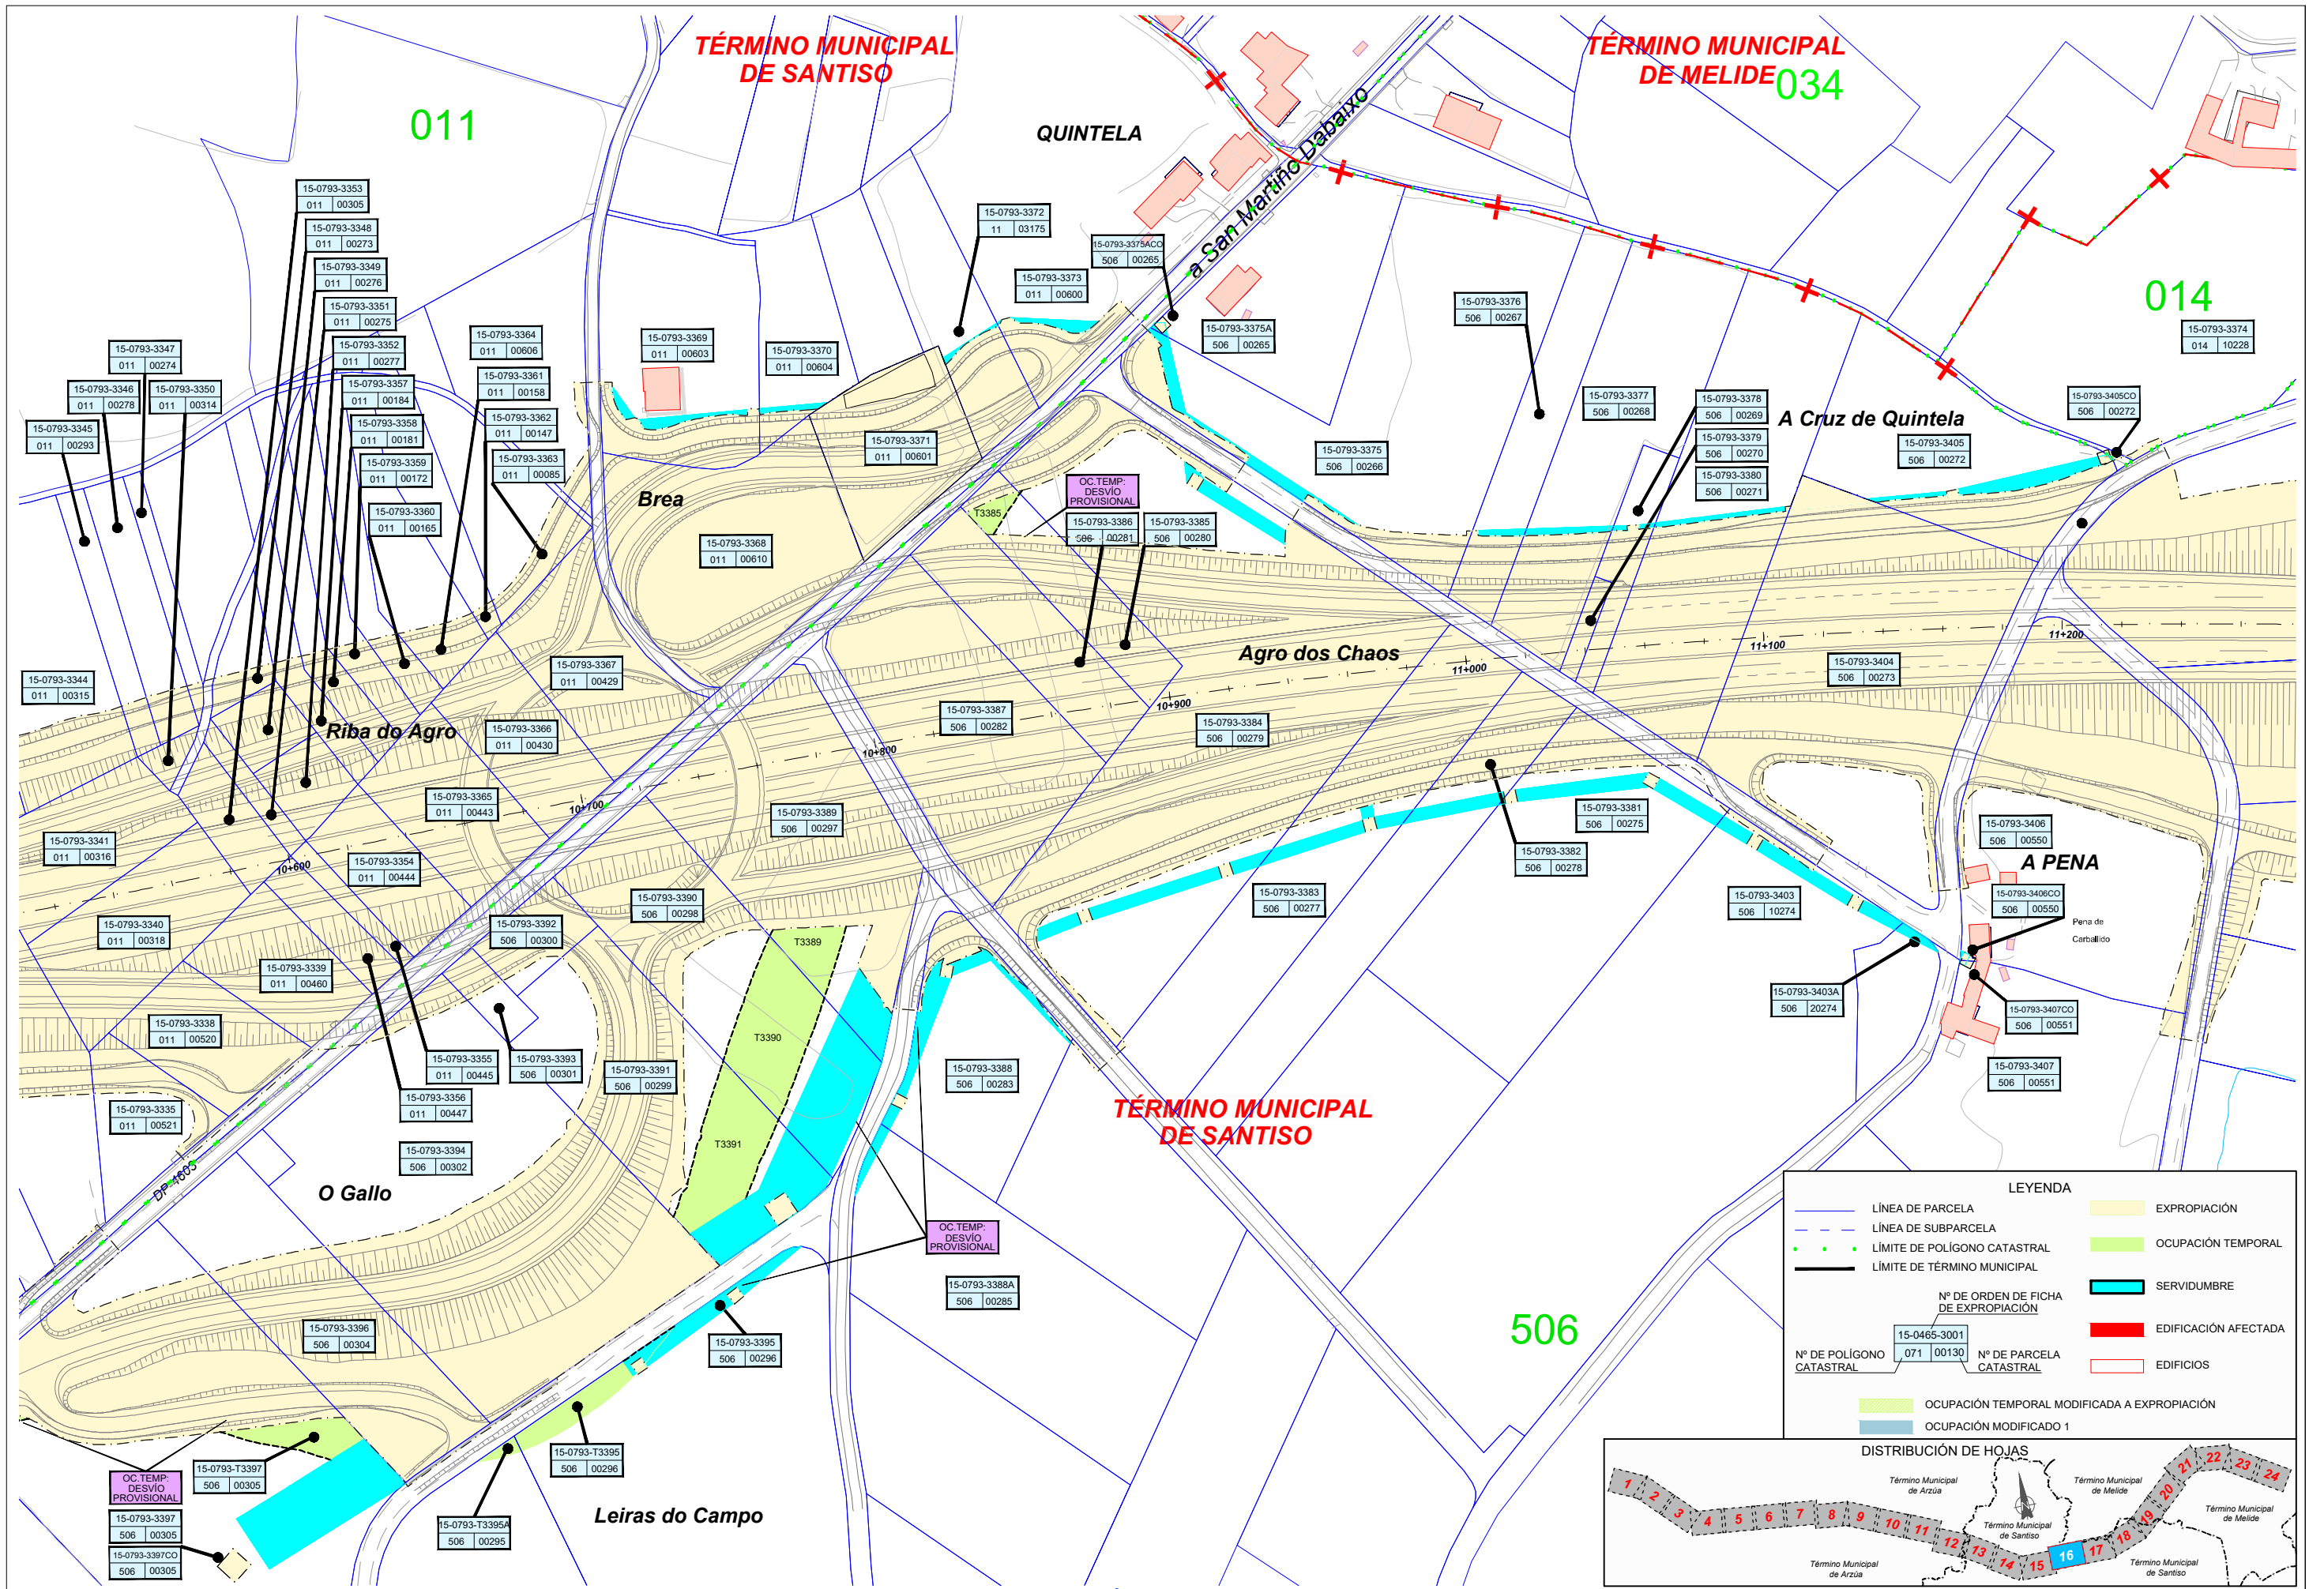 TÉRMINO MUNICIPAL
DE SANTISO
TÉRMINO MUNICIPAL
DE MELIDE
034
011
QUINTELA
a San Martiño Dabaixo
014
15-0793-3353
011 00305
15-0793-3348
011 00273
15-0793-3349
011 00276
15-0793-3351
011 00275
15-0793-3352
011 00277
15-0793-3357
011 00184
15-0793-3358
011 00181
15-0793-3359
011 00172
15-0793-3360
011 00165
15-0793-3347
011 00274
15-0793-3346
011 00278
15-0793-3350
011 00314
15-0793-3345
011 00293
15-0793-3364
011 00606
15-0793-3361
011 00158
15-0793-3362
011 00147
15-0793-3363
011 00085
15-0793-3369
011 00603
15-0793-3370
011 00604
15-0793-3372
11 03175
15-0793-3373
011 00600
15-0793-3375ACO
506 00265
15-0793-3375A
506 00265
15-0793-3376
506 00267
15-0793-3374
014 10228
15-0793-3377
506 00268
15-0793-3378
506 00269
15-0793-3379
506 00270
15-0793-3380
506 00271
A Cruz de Quintela
15-0793-3405CO
506 00272
15-0793-3405
506 00272
15-0793-3371
011 00601
15-0793-3375
506 00266
Brea
OC.TEMP:
DESVÍO
PROVISIONAL
T3385
15-0793-3386
506 00281
15-0793-3385
506 00280
15-0793-3368
011 00610
15-0793-3344
011 00315
15-0793-3367
011 00429
Agro dos Chaos
11+000
11+100
11+200
15-0793-3404
506 00273
Riba do Agro
15-0793-3366
011 00430
15-0793-3387
506 00282
10+900
15-0793-3384
506 00279
10+800
15-0793-3365
011 00443
10+700
15-0793-3389
506 00297
15-0793-3381
506 00275
15-0793-3406
506 00550
15-0793-3341
011 00316
10+600
15-0793-3354
011 00444
15-0793-3382
506 00278
A PENA
15-0793-3390
506 00298
15-0793-3383
506 00277
15-0793-3403
506 10274
15-0793-3406CO
506 00550
Pena de
Carballido
15-0793-3340
011 00318
15-0793-3392
506 00300
T3389
15-0793-3339
011 00460
15-0793-3403A
506 20274
15-0793-3407CO
506 00551
15-0793-3338
011 00520
T3390
15-0793-3355
011 00445
15-0793-3393
506 00301
15-0793-3391
506 00299
15-0793-3388
506 00283
15-0793-3407
506 00551
15-0793-3356
011 00447
15-0793-3335
011 00521
TÉRMINO MUNICIPAL
DE SANTISO
T3391
15-0793-3394
506 00302
DP-4603
O Gallo
OC.TEMP:
DESVÍO
PROVISIONAL
15-0793-3388A
506 00285
506
15-0793-3396
506 00304
15-0793-3395
506 00296
15-0793-T3395
506 00296
15-0793-T3397
506 00305
OC.TEMP:
DESVÍO
PROVISIONAL
15-0793-3397
506 00305
15-0793-3397CO
506 00305
15-0793-T3395A
506 00295
Leiras do Campo
LEYENDA
LÍNEA DE PARCELA
LÍNEA DE SUBPARCELA
LÍMITE DE POLÍGONO CATASTRAL
LÍMITE DE TÉRMINO MUNICIPAL
EXPROPIACIÓN
OCUPACIÓN TEMPORAL
SERVIDUMBRE
EDIFICACIÓN AFECTADA
EDIFICIOS
Nº DE ORDEN DE FICHA
DE EXPROPIACIÓN
15-0465-3001
071 00130
Nº DE POLÍGONO
CATASTRAL
Nº DE PARCELA
CATASTRAL
OCUPACIÓN TEMPORAL MODIFICADA A EXPROPIACIÓN
OCUPACIÓN MODIFICADO 1
DISTRIBUCIÓN DE HOJAS
1 2 3 4 5 6 7 8 9 10 11 12 13 14 15 16 17 18 19 20 21 22 23 24
Término Municipal
de Arzúa
Término Municipal
de Melide
Término Municipal
de Santiso
Término Municipal
de Melide
Término Municipal
de Arzúa
Término Municipal
de Santiso